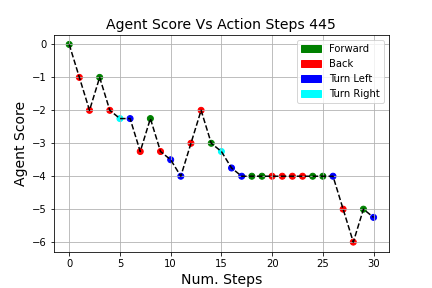 Agent Score Vs Action Steps 445
Forward
Back
Turn Left
Turn Right
Agent Score
0
−1
−2
−3
−4
−5
−6
0 5 10 15 20 25 30
Num. Steps